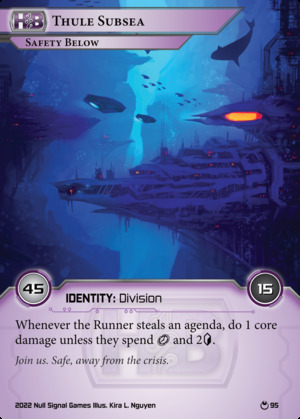 H B THULE SUBSEA
SAFETY BELOW
45 IDENTITY: Division 15
Whenever the Runner steals an agenda, do 1 core
damage unless they spend and 2.
Join us. Safe, away from the crisis.
2022 Null Signal Games Illus. Kira L. Nguyen 95